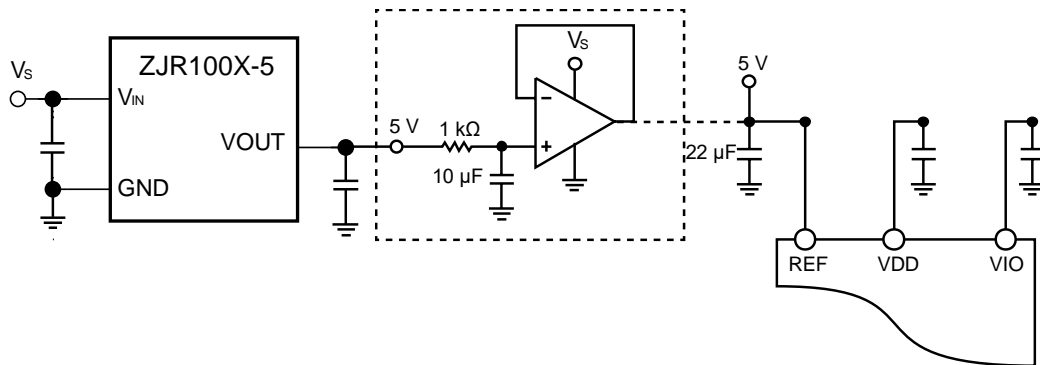 ZJR100X-5
VS
VIN
VOUT
GND
5 V
1 kΩ
10 µF
VS
−
+
5 V
22 µF
REF
VDD
VIO